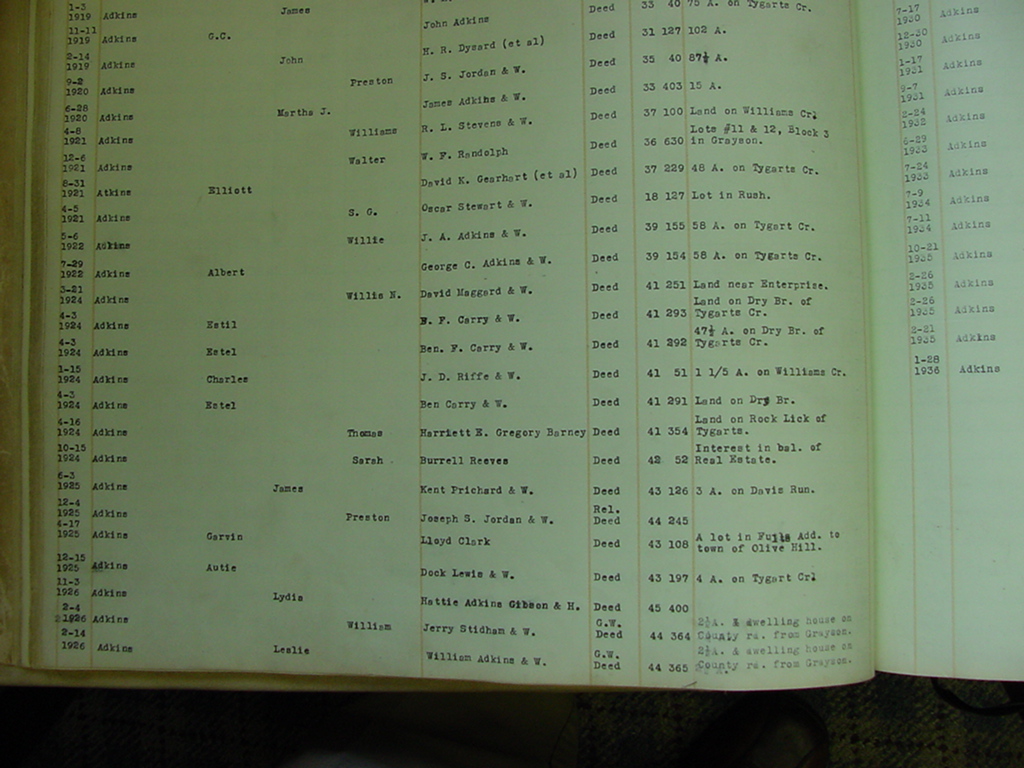 1-3
1919 Adkins James Deed 33 40 75 A. on Tygarts Cr.
11-11 John Adkins
1919 G.C. Deed 31 127 102 A.
2-14 H. R. Dysard (et al)
1919 Adkins John Deed 35 40 87½ A.
9-2 Preston J. S. Jordan & W.
1920 Adkins Deed 33 403 15 A.
6-28 Martha J. James Adkins & W.
1920 Adkins Deed 37 100 Land on Williams Cr.
4-8 Williams R. L. Stevens & W. Lots #11 & 12, Block 3
1921 Adkins Deed 36 630 in Grayson.
12-6 Walter W. F. Randolph
1921 Adkins Deed 37 229 48 A. on Tygarts Cr.
8-31 Elliott David K. Gearhart (et al)
1921 Atkins Deed 18 127 Lot in Rush.
4-5 S. G. Oscar Stewart & W.
1921 Adkins Deed 39 155 58 A. on Tygart Cr.
5-6 Willie J. A. Adkins & W.
1922 Adkins Deed 39 154 58 A. on Tygarts Cr.
7-29 George C. Adkins & W.
1922 Adkins Albert Deed 41 251 Land near Enterprise.
3-21 Willis N. David Maggard & W. Land on Dry Br. of
1924 Adkins Deed 41 293 Tygarts Cr.
4-3 F. Carry & W. 47½ A. on Dry Br. of
1924 Adkins Estil Deed 41 292 Tygarts Cr.
4-3
1924 Adkins Estel Ben. F. Carry & W.
1-15
1924 Adkins Charles J. D. Riffe & W. Deed 41 51 1 1/5 A. on Williams Cr.
4-3
1924 Adkins Estel Ben Carry & W. Deed 41 291 Land on Dry Br.
4-16 Land on Rock Lick of
1924 Adkins Thomas Harriett E. Gregory Barney Deed 41 354 Tygarts.
10-15 Interest in bal. of
1924 Adkins Sarah Burrell Reeves Deed 42 52 Real Estate.
6-3
1925 Adkins James Kent Prichard & W. Deed 43 126 3 A. on Davis Run.
12-4 Rel.
1925 Adkins Preston Joseph S. Jordan & W. Deed 44 245
4-17 A lot in Add. to
1925 Adkins Garvin Lloyd Clark Deed 43 108 town of Olive Hill.
12-15
1925 Adkins Autie Dock Lewis & W. Deed 43 197 4 A. on Tygart Cr.
11-3
1926 Adkins Lydia Hattie Adkins Gibson & H. Deed 45 400
2-4 G.W. 2½A. & dwelling house on
1926 Adkins William Jerry Stidham & W. Deed 44 364 County rd. from Grayson.
2-14 G.W. 2½A. & dwelling house on
1926 Adkins Leslie William Adkins & W. Deed 44 365 County rd. from Grayson.
7-17
1930 Adkins
12-30
1930 Adkins
1-17
1931 Adkins
9-7
1931 Adkins
2-24
1932 Adkins
6-29
1933 Adkins
7-24
1933 Adkins
7-9
1934 Adkins
7-11
1934 Adkins
10-21
1935 Adkins
2-26
1935 Adkins
2-26
1935 Adkins
2-21
1935 Adkins
1-28
1936 Adkins